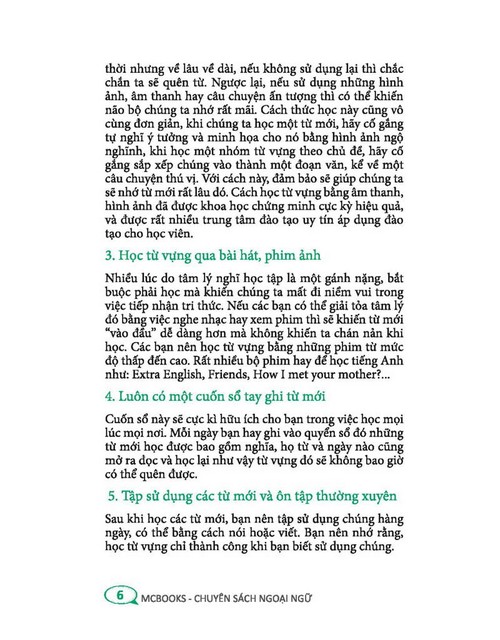 thời nhưng về lâu về dài, nếu không sử dụng lại thì chắc
chắn ta sẽ quên từ. Ngược lại, nếu sử dụng những hình
ảnh, âm thanh hay câu chuyện ấn tượng thì có thể khiến
não bộ chúng ta nhớ rất mãi. Cách thức học này cũng vô
cùng đơn giản, khi chúng ta học một từ mới, hãy cố gắng
tự nghĩ ý tưởng và minh họa cho nó bằng hình ảnh ngộ
nghĩnh, khi học một nhóm từ vựng theo chủ đề, hãy cố
gắng sắp xếp chúng vào thành một đoạn văn, kể về một
câu chuyện thú vị. Với cách này, đảm bảo sẽ giúp chúng ta
sẽ nhớ từ mới rất lâu đó. Cách học từ vựng bằng âm thanh,
hình ảnh đã được khoa học chứng minh cực kỳ hiệu quả,
và được rất nhiều trung tâm đào tạo uy tín áp dụng đào
tạo cho học viên.
3. Học từ vựng qua bài hát, phim ảnh
Nhiều lúc do tâm lý nghĩ học tập là một gánh nặng, bắt
buộc phải học mà khiến chúng ta mất đi niềm vui trong
việc tiếp nhận tri thức. Nếu các bạn có thể giải tỏa tâm lý
đó bằng việc nghe nhạc hay xem phim thì sẽ khiến từ mới
“vào đầu” dễ dàng hơn mà không khiến ta chán nản khi
học. Các bạn nên học từ vựng bằng những phim từ mức
độ thấp đến cao. Rất nhiều bộ phim hay để học tiếng Anh
như: Extra English, Friends, How I met your mother?...
4. Luôn có một cuốn sổ tay ghi từ mới
Cuốn sổ này sẽ cực kì hữu ích cho bạn trong việc học mọi
lúc mọi nơi. Mỗi ngày bạn hay ghi vào quyển sổ đó những
từ mới học được bao gồm nghĩa, họ từ và ngày nào cũng
mở ra đọc và học lại như vậy từ vựng đó sẽ không bao giờ
có thể quên được.
5. Tập sử dụng các từ mới và ôn tập thường xuyên
Sau khi học các từ mới, bạn nên tập sử dụng chúng hàng
ngày, có thể bằng cách nói hoặc viết. Bạn nên nhớ rằng,
học từ vựng chỉ thành công khi bạn biết sử dụng chúng.
6 MCBOOKS - CHUYÊN SÁCH NGOẠI NGỮ